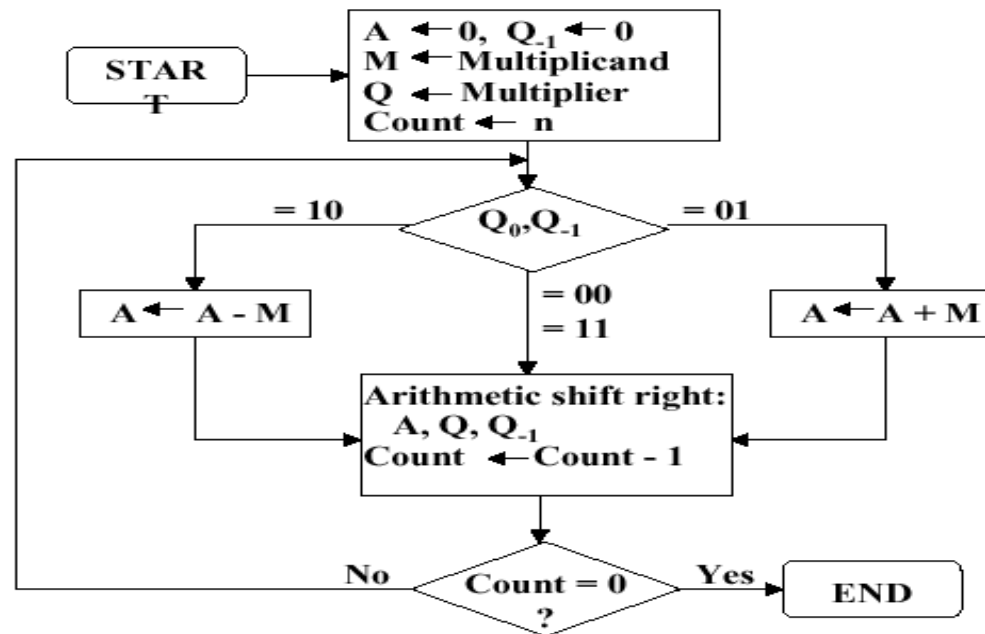 A ← 0, Q-1 ← 0
M ← Multiplicand
Q ← Multiplier
Count ← n
STAR
T
= 10
Q0,Q-1
= 01
= 00
= 11
A ← A - M
A ← A + M
Arithmetic shift right:
A, Q, Q-1
Count ← Count - 1
No
Count = 0
?
Yes
END